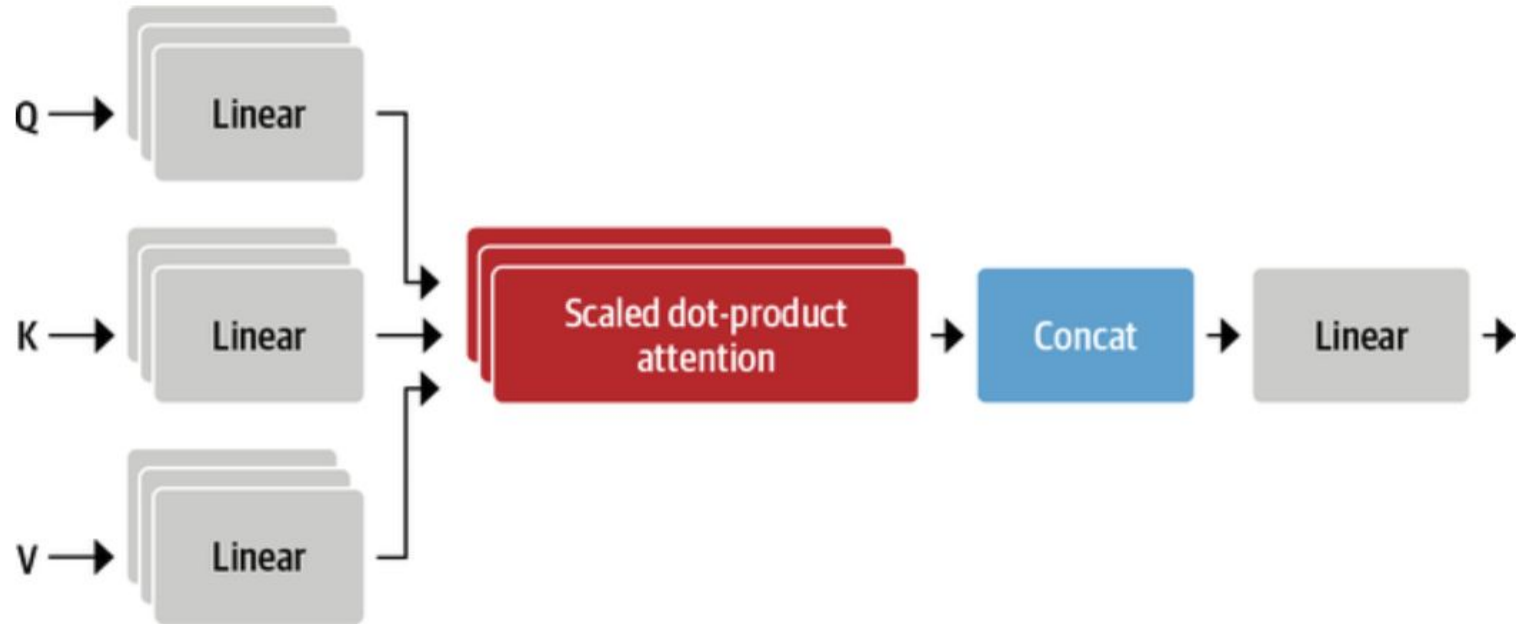 Q
Linear
K
Linear
V
Linear
Scaled dot-product
attention
Concat
Linear